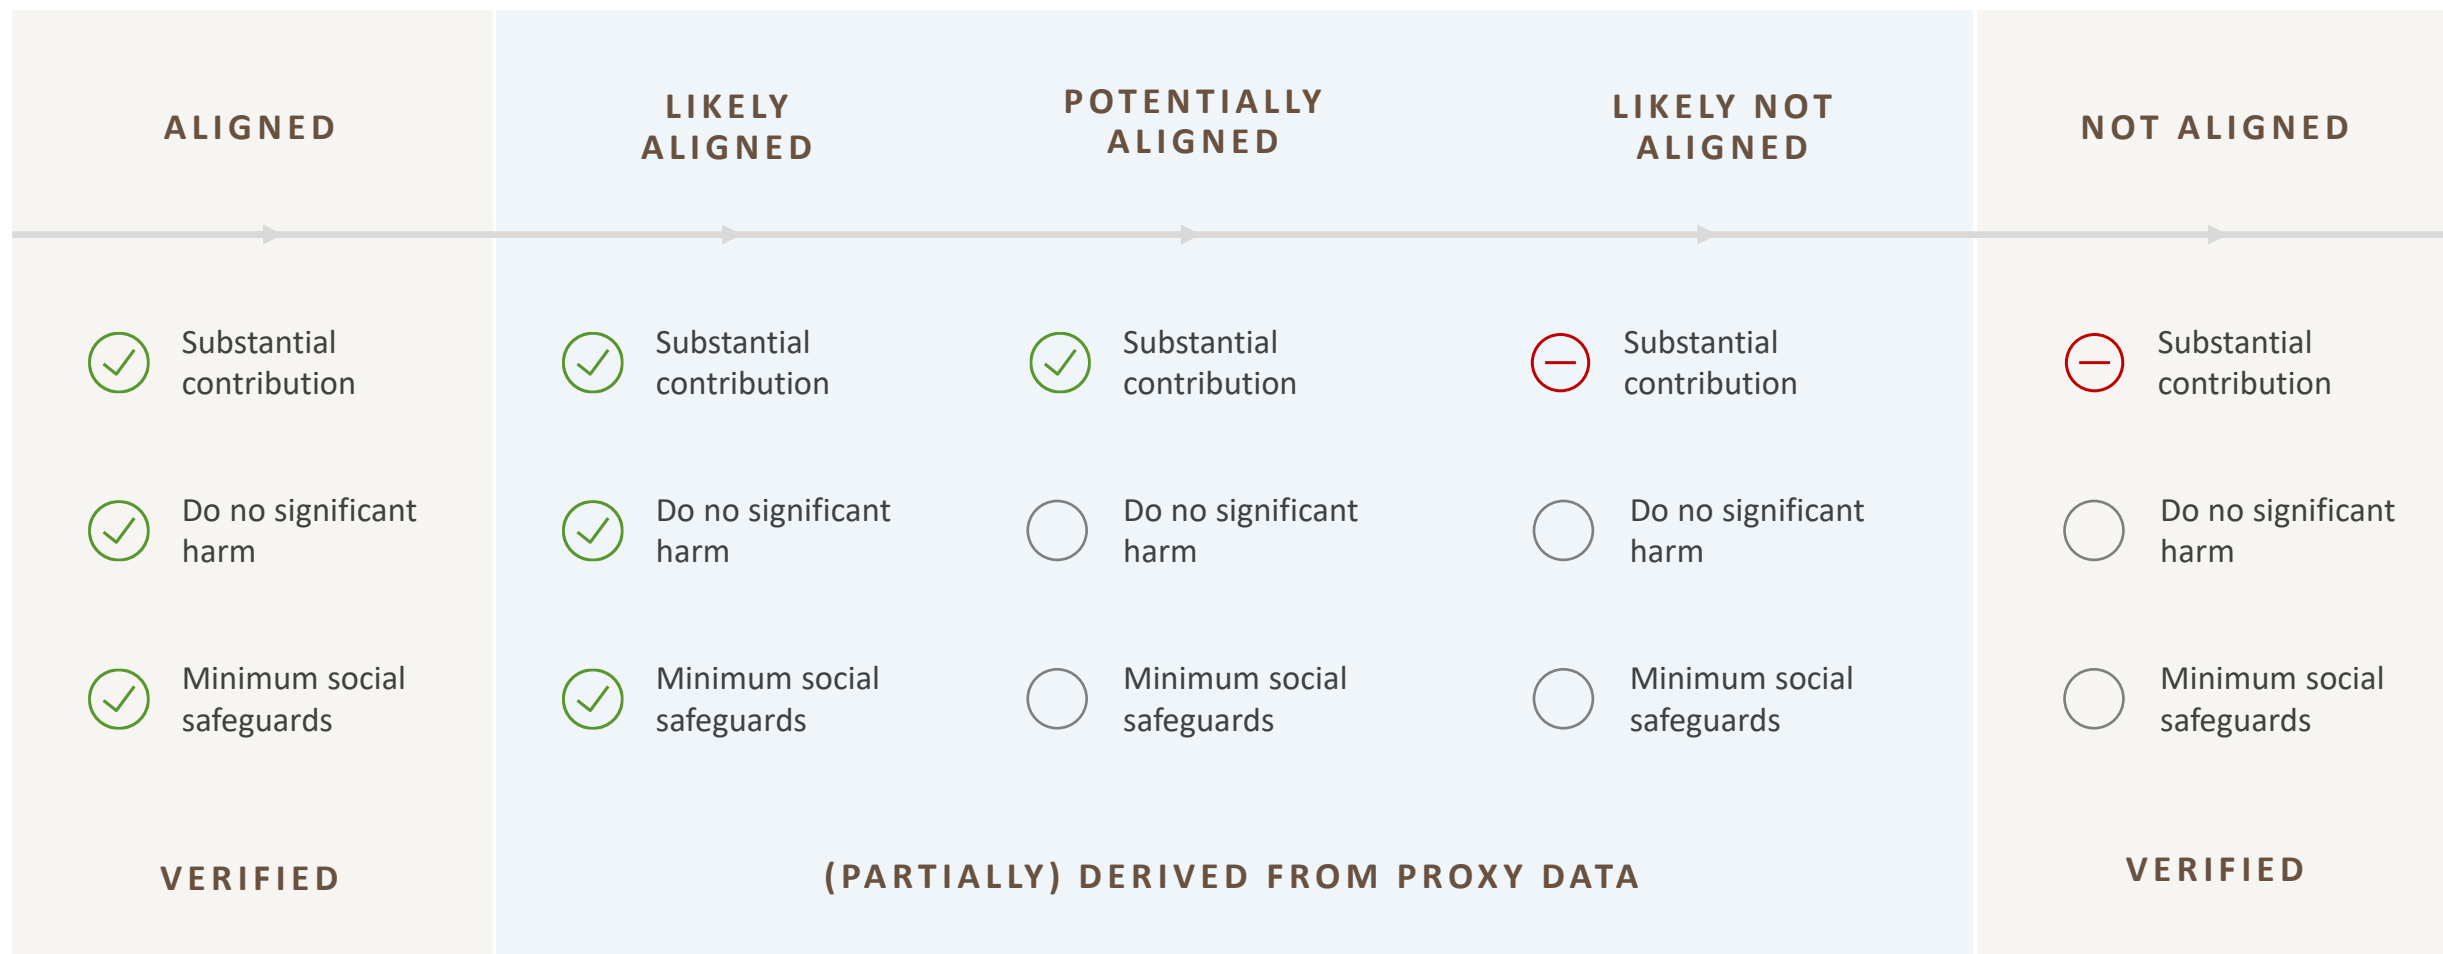 ALIGNED
LIKELY
ALIGNED
POTENTIALLY
ALIGNED
LIKELY NOT
ALIGNED
NOT ALIGNED
Substantial
contribution
Substantial
contribution
Substantial
contribution
Substantial
contribution
Substantial
contribution
Do no significant
harm
Do no significant
harm
Do no significant
harm
Do no significant
harm
Do no significant
harm
Minimum social
safeguards
Minimum social
safeguards
Minimum social
safeguards
Minimum social
safeguards
Minimum social
safeguards
VERIFIED
(PARTIALLY) DERIVED FROM PROXY DATA
VERIFIED